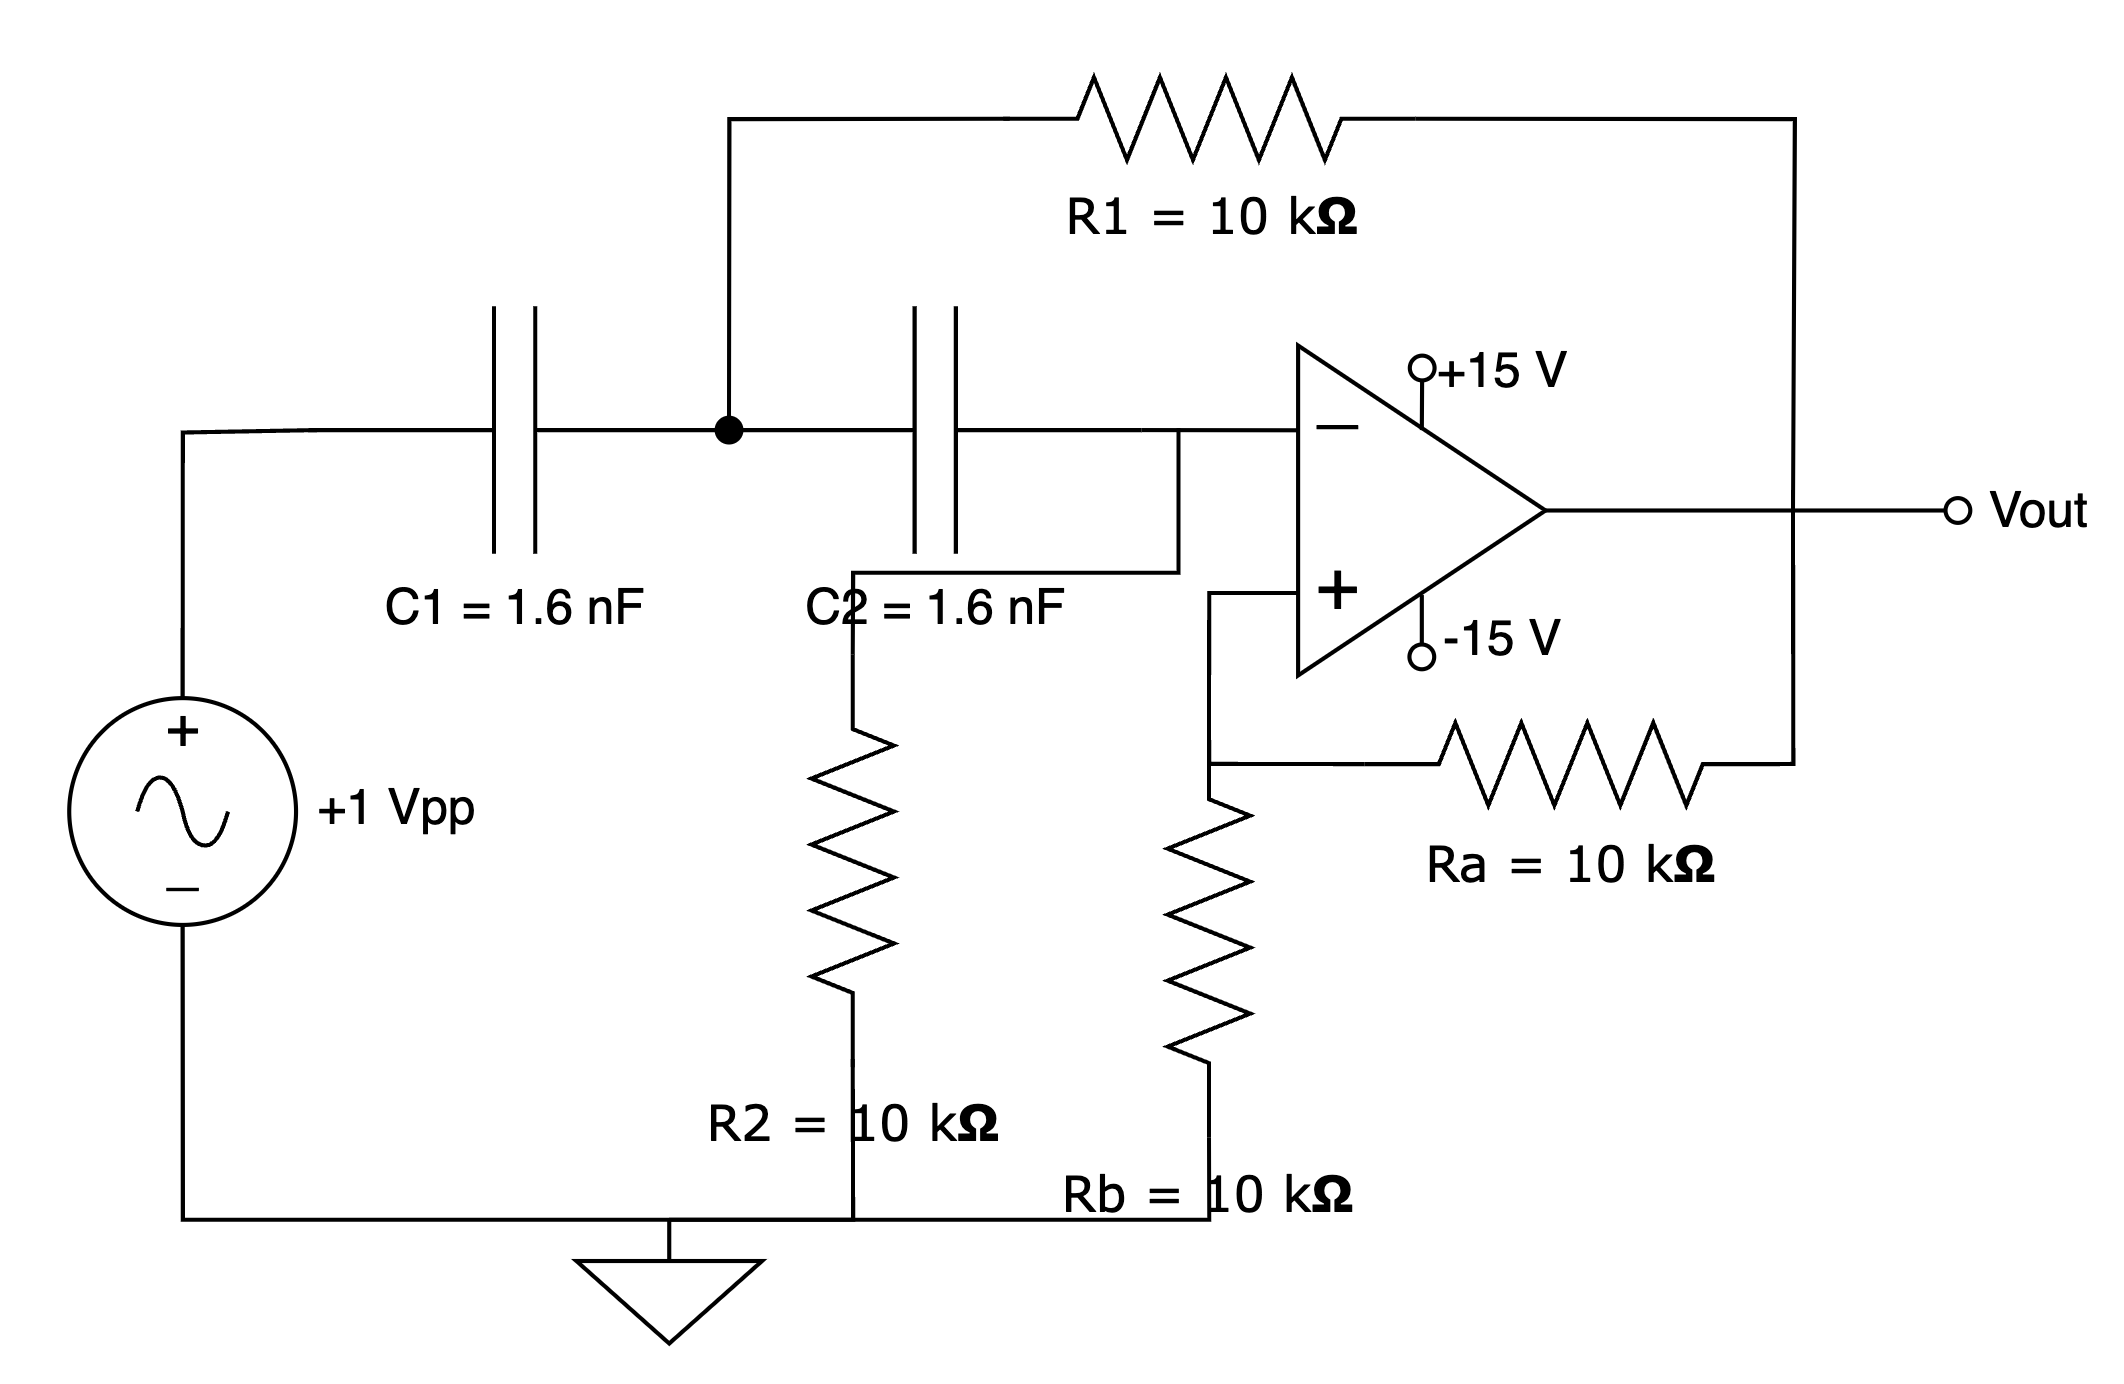 R1 = 10 kΩ
+15 V
Vout
C1 = 1.6 nF
C2 = 1.6 nF
-15 V
+1 Vpp
Ra = 10 kΩ
R2 = 10 kΩ
Rb = 10 kΩ